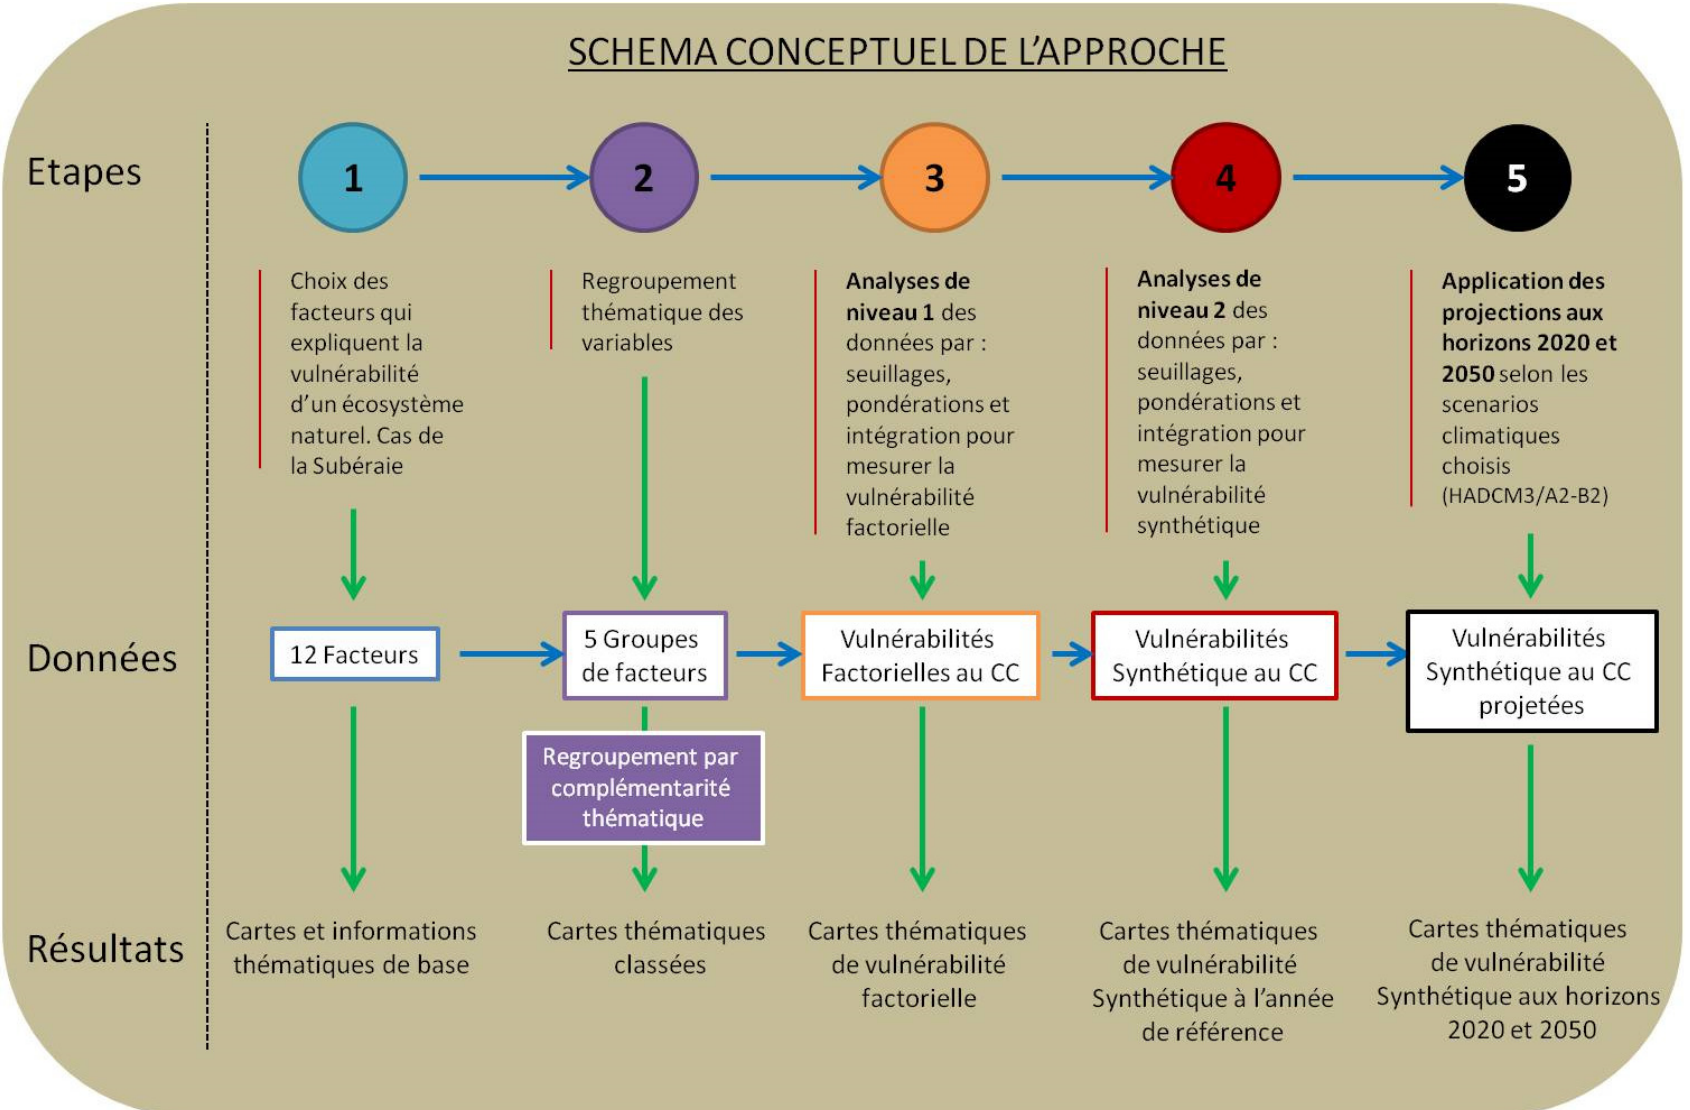 SCHEMA CONCEPTUEL DE L'APPROCHE
Etapes
1
2
3
4
5
Choix des
facteurs qui
expliquent la
vulnérabilité
d'un écosystème
naturel. Cas de
la Subéraie
Regroupement
thématique des
variables
Analyses de
niveau 1 des
données par :
seuillages,
pondérations et
intégration pour
mesurer la
vulnérabilité
factorielle
Analyses de
niveau 2 des
données par :
seuillages,
pondérations et
intégration pour
mesurer la
vulnérabilité
synthétique
Application des
projections aux
horizons 2020 et
2050 selon les
scenarios
climatiques
choisis
(HADCM3/A2-B2)
Données
12 Facteurs
5 Groupes
de facteurs
Regroupement par
complémentarité
thématique
Vulnérabilités
Factorielles au CC
Vulnérabilités
Synthétique au CC
Vulnérabilités
Synthétique au CC
projetées
Résultats
Cartes et informations
thématiques de base
Cartes thématiques
classées
Cartes thématiques
de vulnérabilité
factorielle
Cartes thématiques
de vulnérabilité
Synthétique à l'année
de référence
Cartes thématiques
de vulnérabilité
Synthétique aux horizons
2020 et 2050